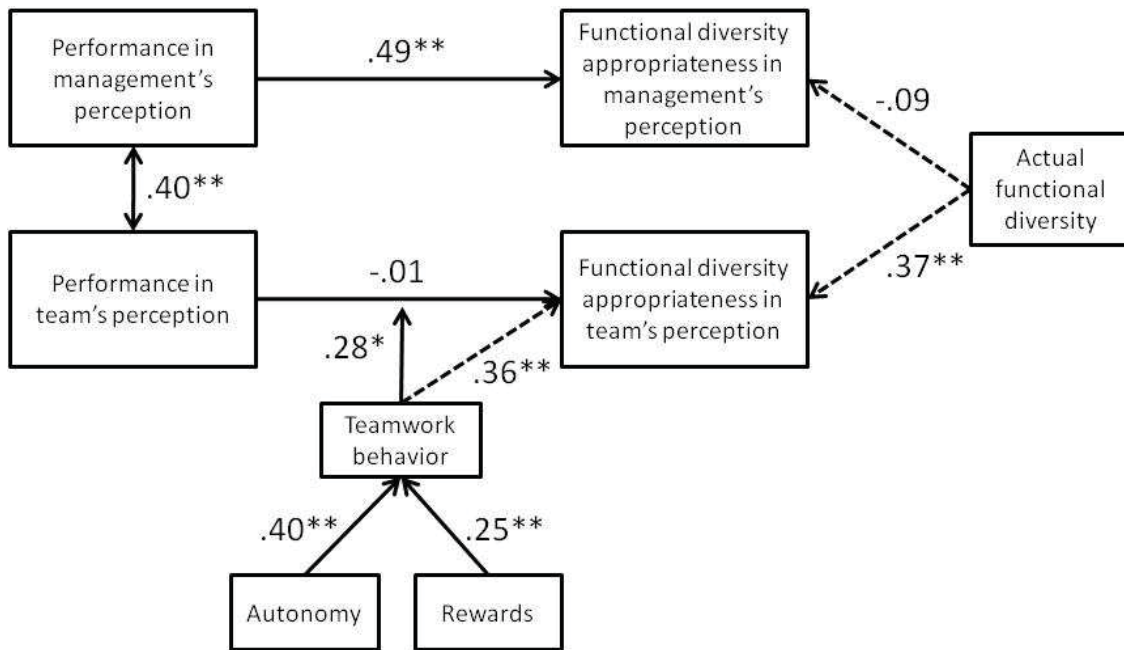 Performance in
management's
perception
.49**
Functional diversity
appropriateness in
management's
perception
-.09
Actual
functional
diversity
.40**
Performance in
team's perception
-.01
Functional diversity
appropriateness in
team's perception
.37**
.28*
.36**
Teamwork
behavior
.40**
.25**
Autonomy
Rewards